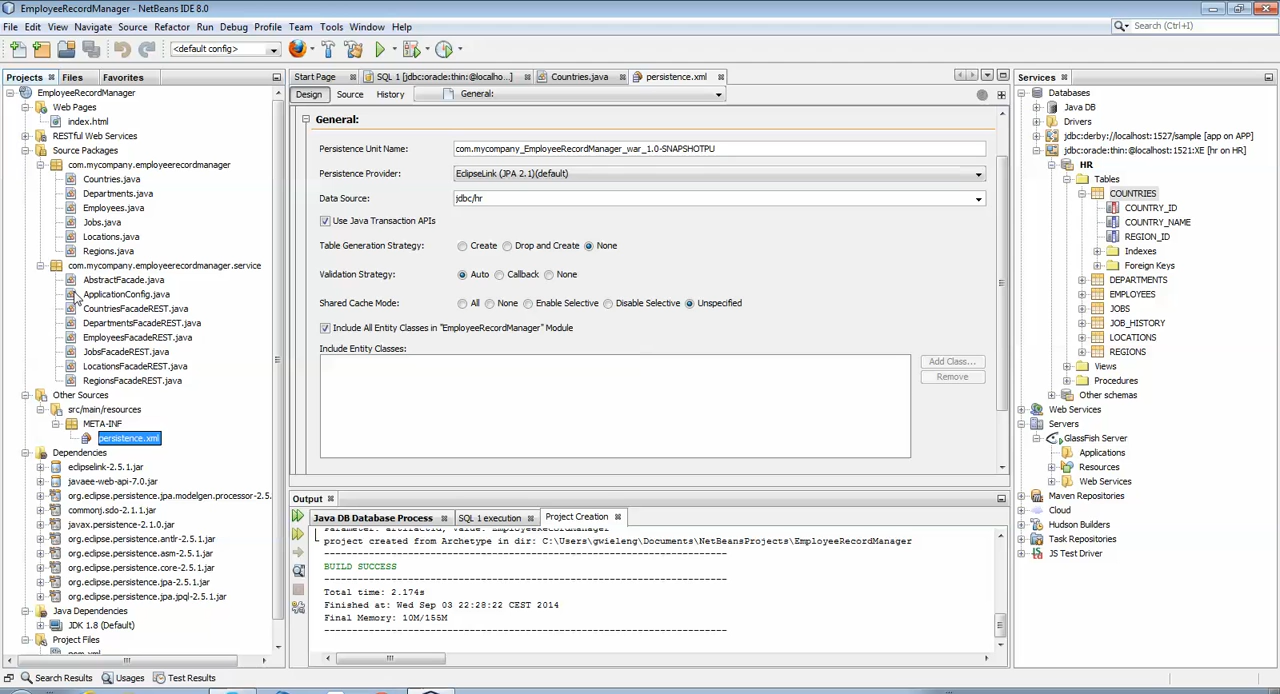 EmployeeRecordManager - NetBeans IDE 8.0
File Edit View Navigate Source Refactor Run Debug Profile Team Tools Window Help
Search (Ctrl+I)
<default config>
Projects Files Favorites
EmployeeRecordManager
Web Pages
index.html
RESTful Web Services
Source Packages
com.mycompany.employeerecordmanager
Countries.java
Departments.java
Employees.java
Jobs.java
Locations.java
Regions.java
com.mycompany.employeerecordmanager.service
AbstractFacade.java
ApplicationConfig.java
CountriesFacadeREST.java
DepartmentsFacadeREST.java
EmployeesFacadeREST.java
JobsFacadeREST.java
LocationsFacadeREST.java
RegionsFacadeREST.java
Other Sources
src/main/resources
META-INF
persistence.xml
Dependencies
eclipselink-2.5.1.jar
javaee-web-api-7.0.jar
org.eclipse.persistence.jpa.modelgen.processor-2.5.
commonj.sdo-2.1.1.jar
javax.persistence-2.1.0.jar
org.eclipse.persistence.antlr-2.5.1.jar
org.eclipse.persistence.asm-2.5.1.jar
org.eclipse.persistence.core-2.5.1.jar
org.eclipse.persistence.jpa-2.5.1.jar
org.eclipse.persistence.jpa.jpql-2.5.1.jar
Java Dependencies
JDK 1.8 (Default)
Project Files
pom.xml
Start Page SQL 1 [jdbc:oracle:thin:@localho...] Countries.java persistence.xml
Design Source History General:
General:
Persistence Unit Name: com.mycompany_EmployeeRecordManager_war_1.0-SNAPSHOTPU
Persistence Provider: EclipseLink (JPA 2.1)(default)
Data Source: jdbc/hr
Use Java Transaction APIs
Table Generation Strategy: Create Drop and Create None
Validation Strategy: Auto Callback None
Shared Cache Mode: All None Enable Selective Disable Selective Unspecified
Include All Entity Classes in "EmployeeRecordManager" Module
Include Entity Classes:
Add Class...
Remove
Output
Java DB Database Process SQL 1 execution Project Creation
Parameter: artifactId, Value: EmployeeRecordManager
project created from Archetype in dir: C:\Users\gwieleng\Documents\NetBeansProjects\EmployeeRecordManager
------------------------------------------------------------------------
BUILD SUCCESS
------------------------------------------------------------------------
Total time: 2.174s
Finished at: Wed Sep 03 22:28:22 CEST 2014
Final Memory: 10M/155M
------------------------------------------------------------------------
Services
Databases
Java DB
Drivers
jdbc:derby://localhost:1527/sample [app on APP]
jdbc:oracle:thin:@localhost:1521:XE [hr on HR]
HR
Tables
COUNTRIES
COUNTRY_ID
COUNTRY_NAME
REGION_ID
Indexes
Foreign Keys
DEPARTMENTS
EMPLOYEES
JOBS
JOB_HISTORY
LOCATIONS
REGIONS
Views
Procedures
Other schemas
Web Services
Servers
GlassFish Server
Applications
Resources
Web Services
Maven Repositories
Cloud
Hudson Builders
Task Repositories
JS Test Driver
Search Results Usages Test Results